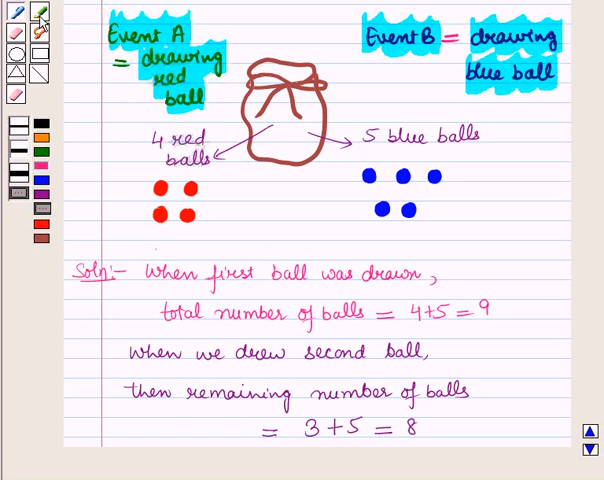 Event A
= drawing
red
ball
Event B = drawing
blue ball
4 red
balls
5 blue balls
Soln:- When first ball was drawn,
total number of balls = 4+5 = 9
when we drew second ball,
then remaining number of balls
= 3+5 = 8